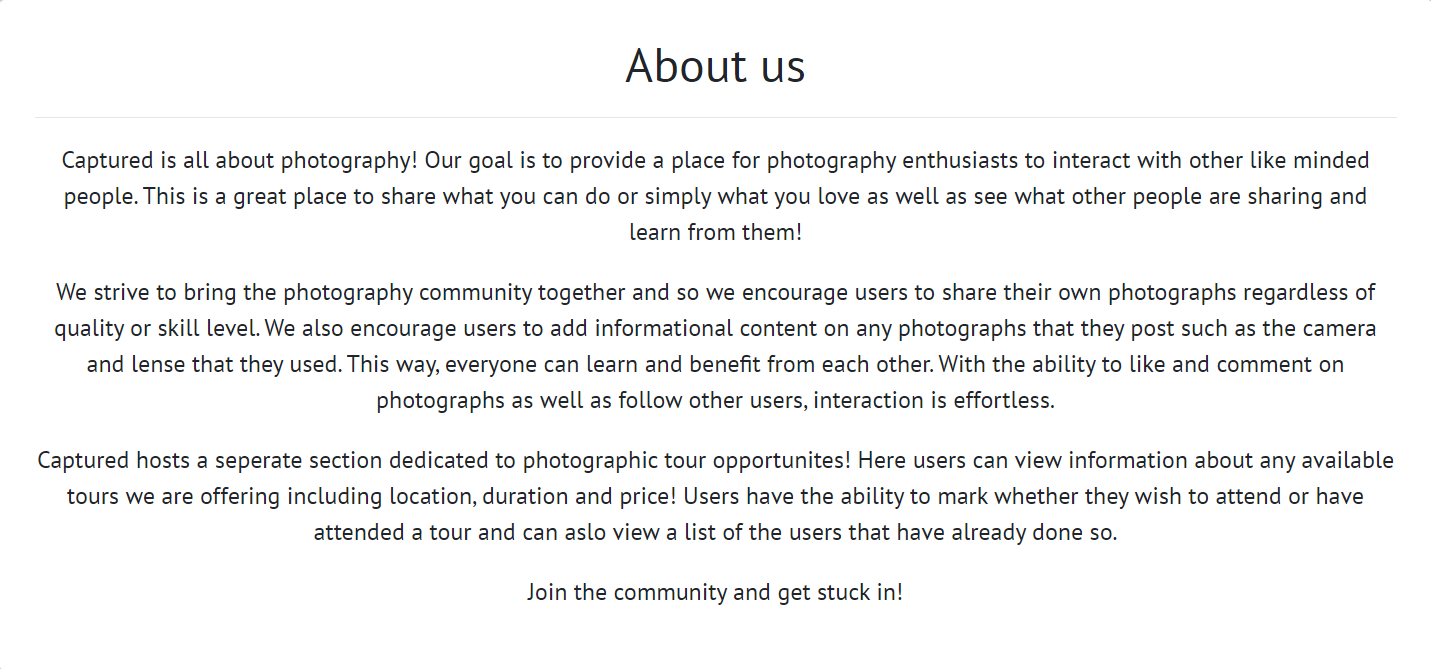 About us
Captured is all about photography! Our goal is to provide a place for photography enthusiasts to interact with other like minded
people. This is a great place to share what you can do or simply what you love as well as see what other people are sharing and
learn from them!
We strive to bring the photography community together and so we encourage users to share their own photographs regardless of
quality or skill level. We also encourage users to add informational content on any photographs that they post such as the camera
and lense that they used. This way, everyone can learn and benefit from each other. With the ability to like and comment on
photographs as well as follow other users, interaction is effortless.
Captured hosts a seperate section dedicated to photographic tour opportunites! Here users can view information about any available
tours we are offering including location, duration and price! Users have the ability to mark whether they wish to attend or have
attended a tour and can aslo view a list of the users that have already done so.
Join the community and get stuck in!